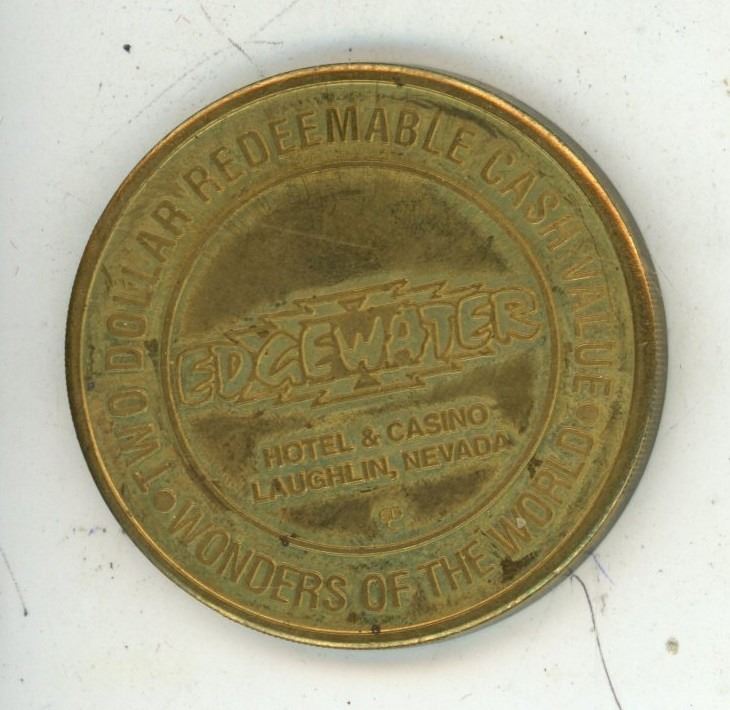 TWO DOLLAR REDEEMABLE CASH VALUE
EDGEWATER
HOTEL & CASINO
LAUGHLIN, NEVADA
WONDERS OF THE WORLD